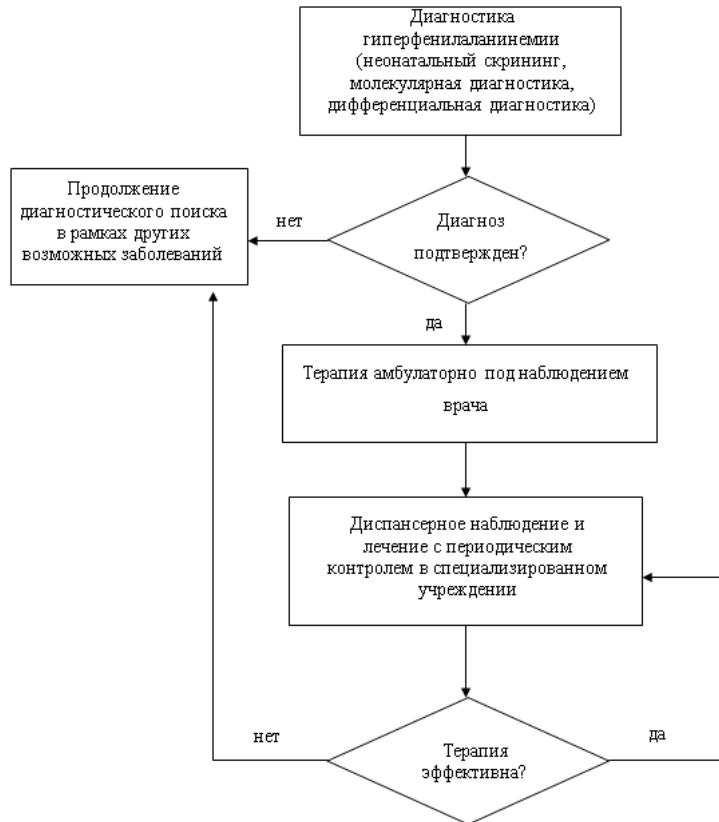 Диагностика
гиперфенилаланинемии
(неонатальный скрининг,
молекулярная диагностика,
дифференциальная диагностика)
Продолжение
диагностического поиска
в рамках других
возможных заболеваний
нет
Диагноз
подтвержден?
да
Терапия амбулаторно под наблюдением
врача
Диспансерное наблюдение и
лечение с периодическим
контролем в специализированном
учреждении
нет
да
Терапия
эффективна?